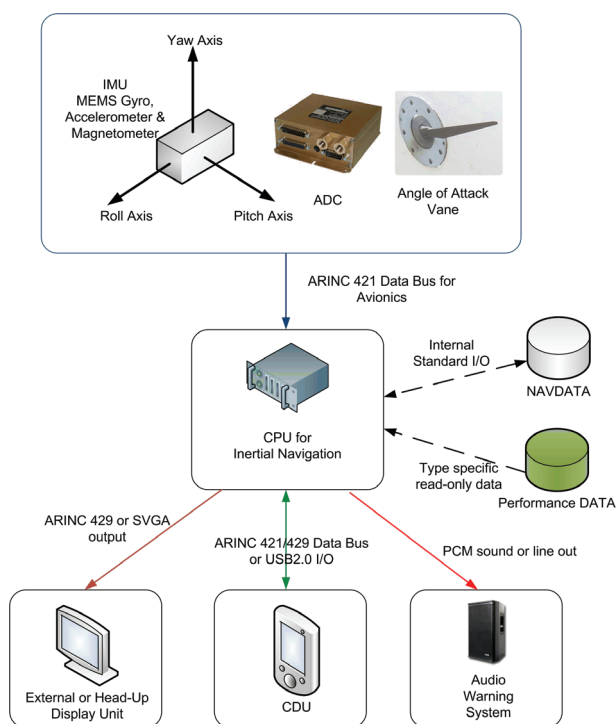 Yaw Axis
IMU
MEMS Gyro,
Accelerometer &
Magnetometer
Roll Axis
Pitch Axis
ADC
Angle of Attack
Vane
ARINC 421 Data Bus for
Avionics
CPU for
Inertial Navigation
Internal
Standard I/O
NAVDATA
Type specific
read-only data
Performance DATA
ARINC 429 or SVGA
output
ARINC 421/429 Data Bus
or USB2.0 I/O
PCM sound or line out
External or Head-Up
Display Unit
CDU
Audio
Warning
System